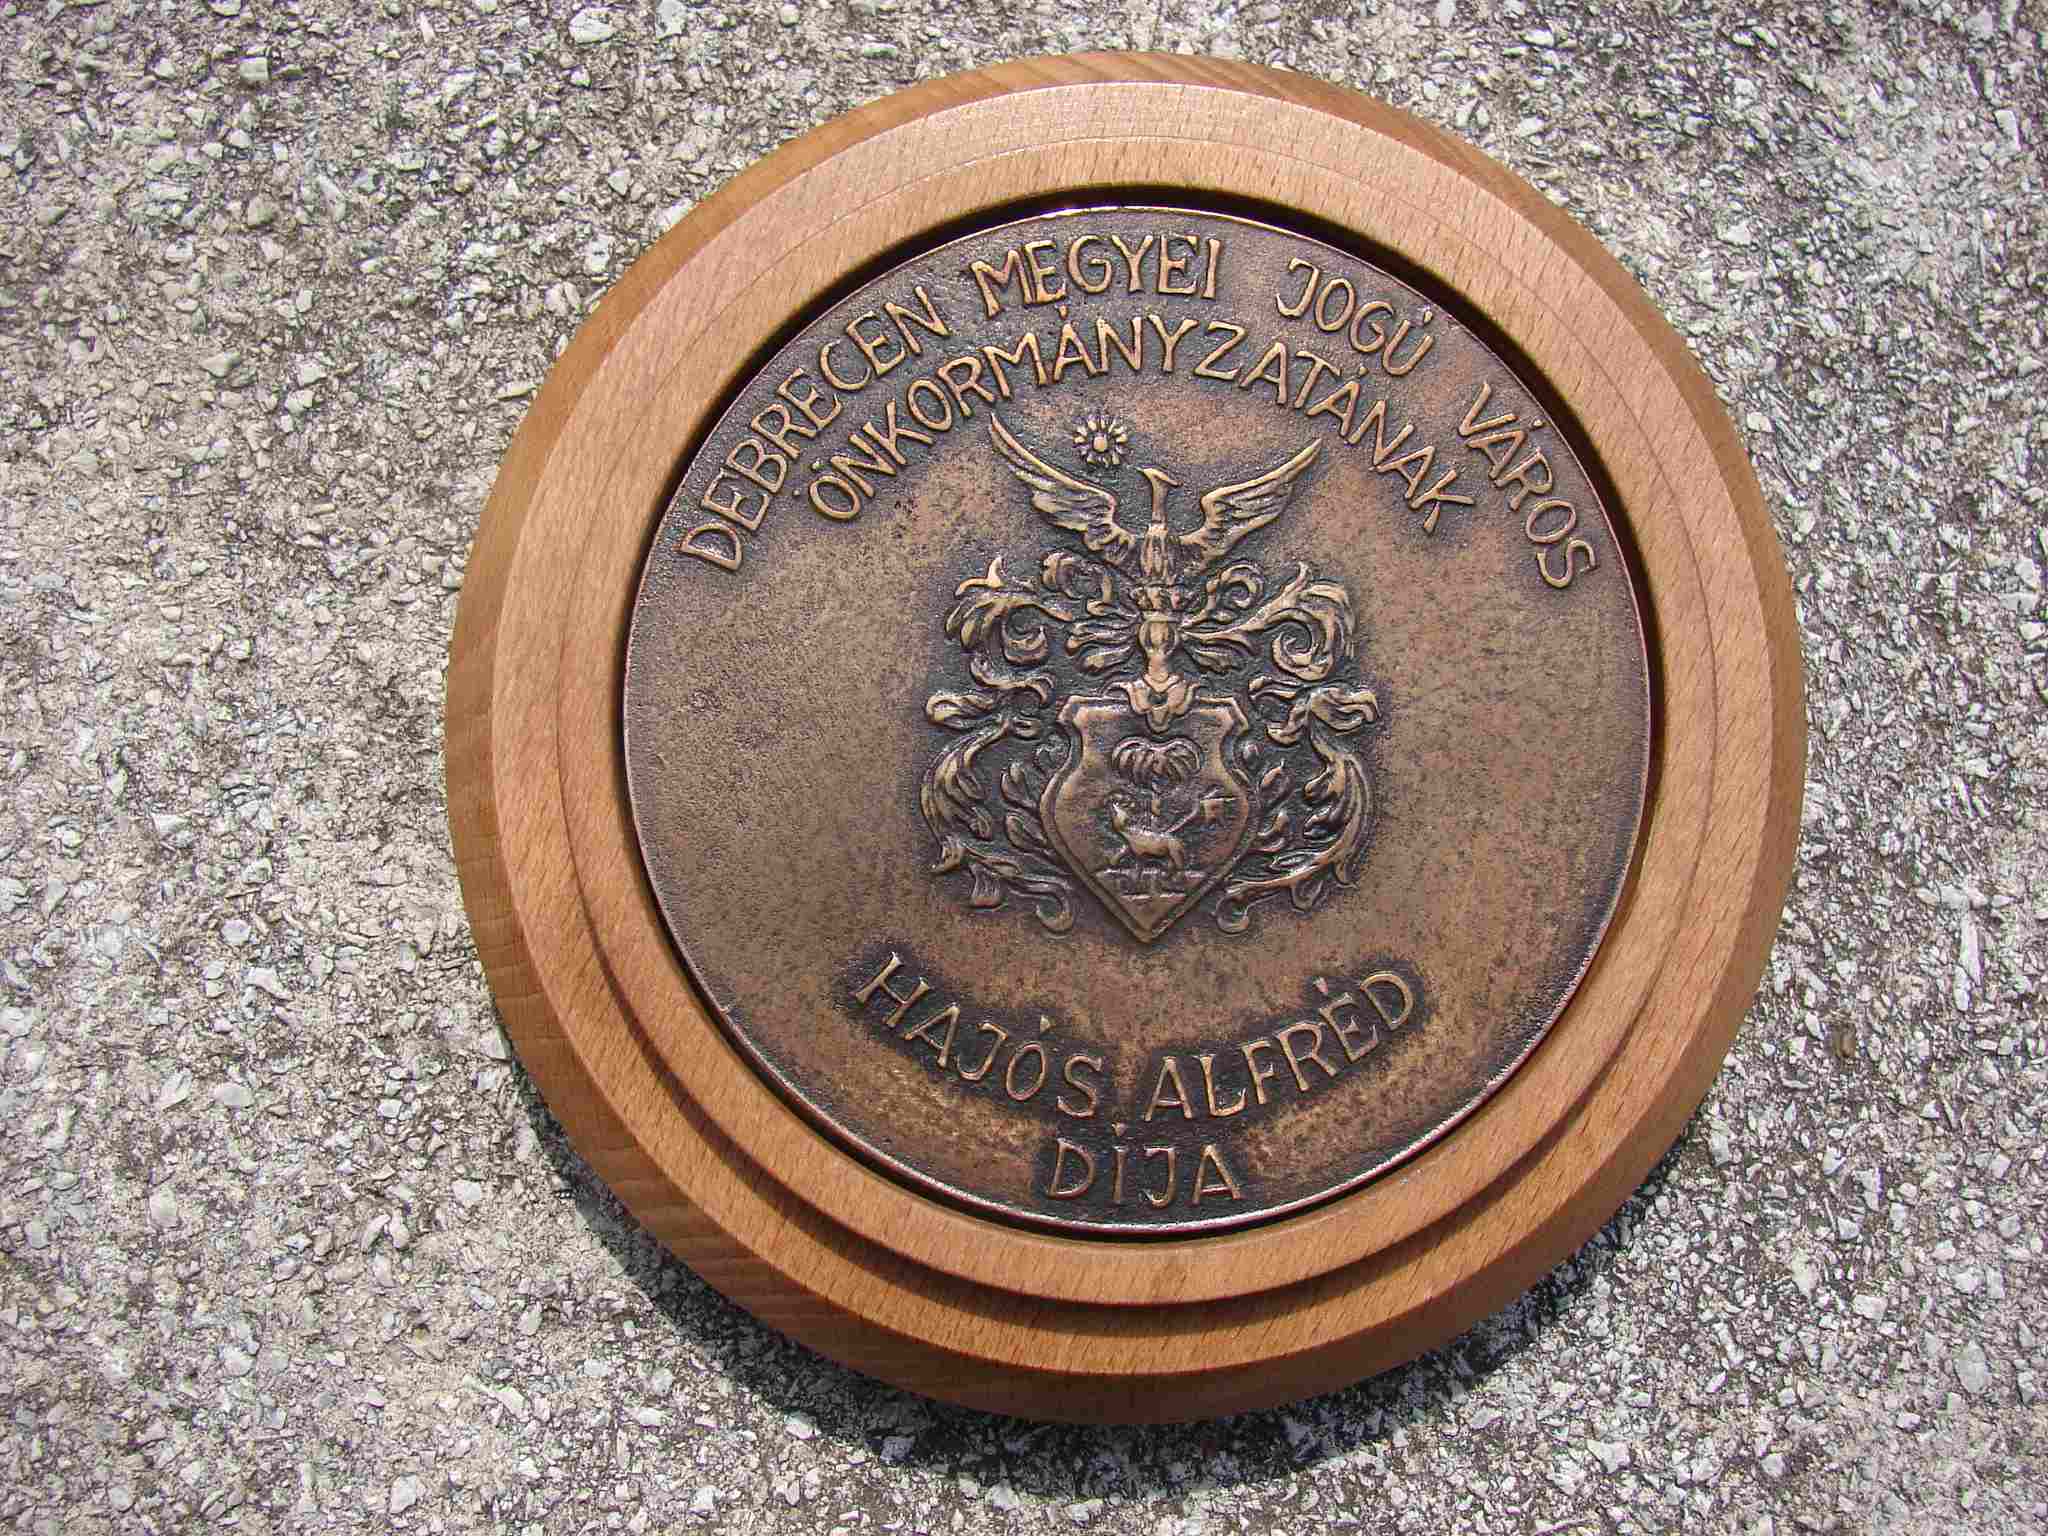 DEBRECEN MEGYEI JOGÚ VÁROS
ÖNKORMÁNYZATÁNAK
HAJÓS ALFRÉD
DÍJA